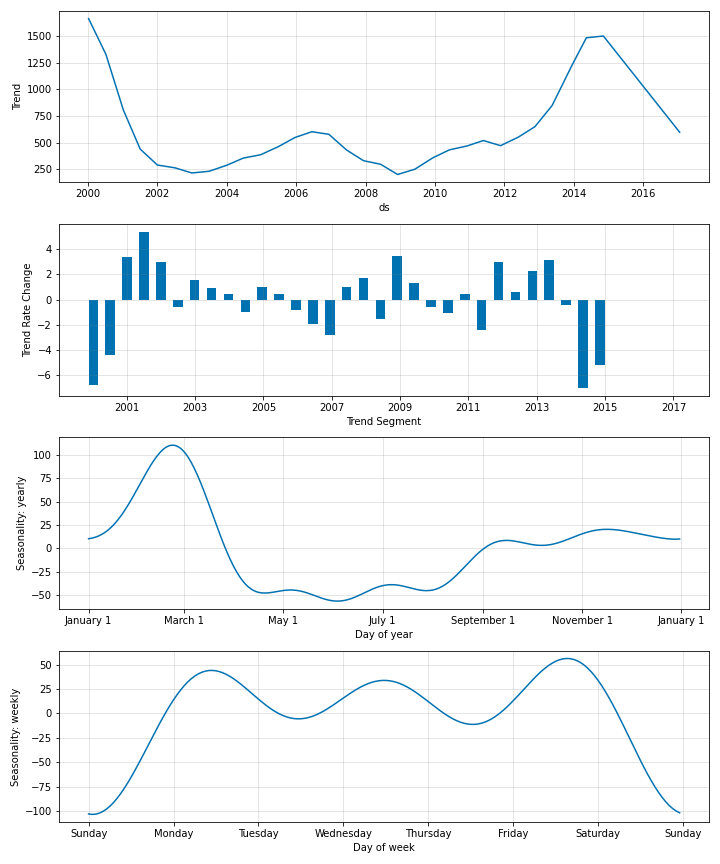 1500
1250
1000
750
500
250
Trend
2000 2002 2004 2006 2008 2010 2012 2014 2016
ds
4
2
0
−2
−4
−6
Trend Rate Change
2001 2003 2005 2007 2009 2011 2013 2015 2017
Trend Segment
100
75
50
25
0
−25
−50
Seasonality: yearly
January 1 March 1 May 1 July 1 September 1 November 1 January 1
Day of year
50
25
0
−25
−50
−75
−100
Seasonality: weekly
Sunday Monday Tuesday Wednesday Thursday Friday Saturday Sunday
Day of week